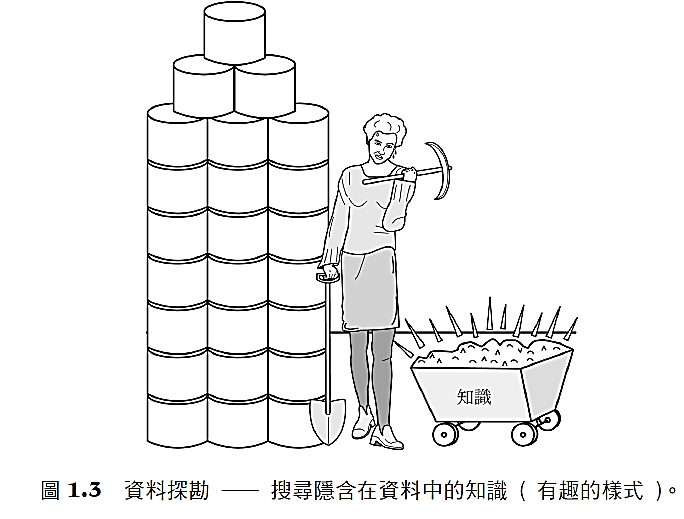 知識
圖 1.3 資料探勘 —— 搜尋隱含在資料中的知識 ( 有趣的樣式 )。